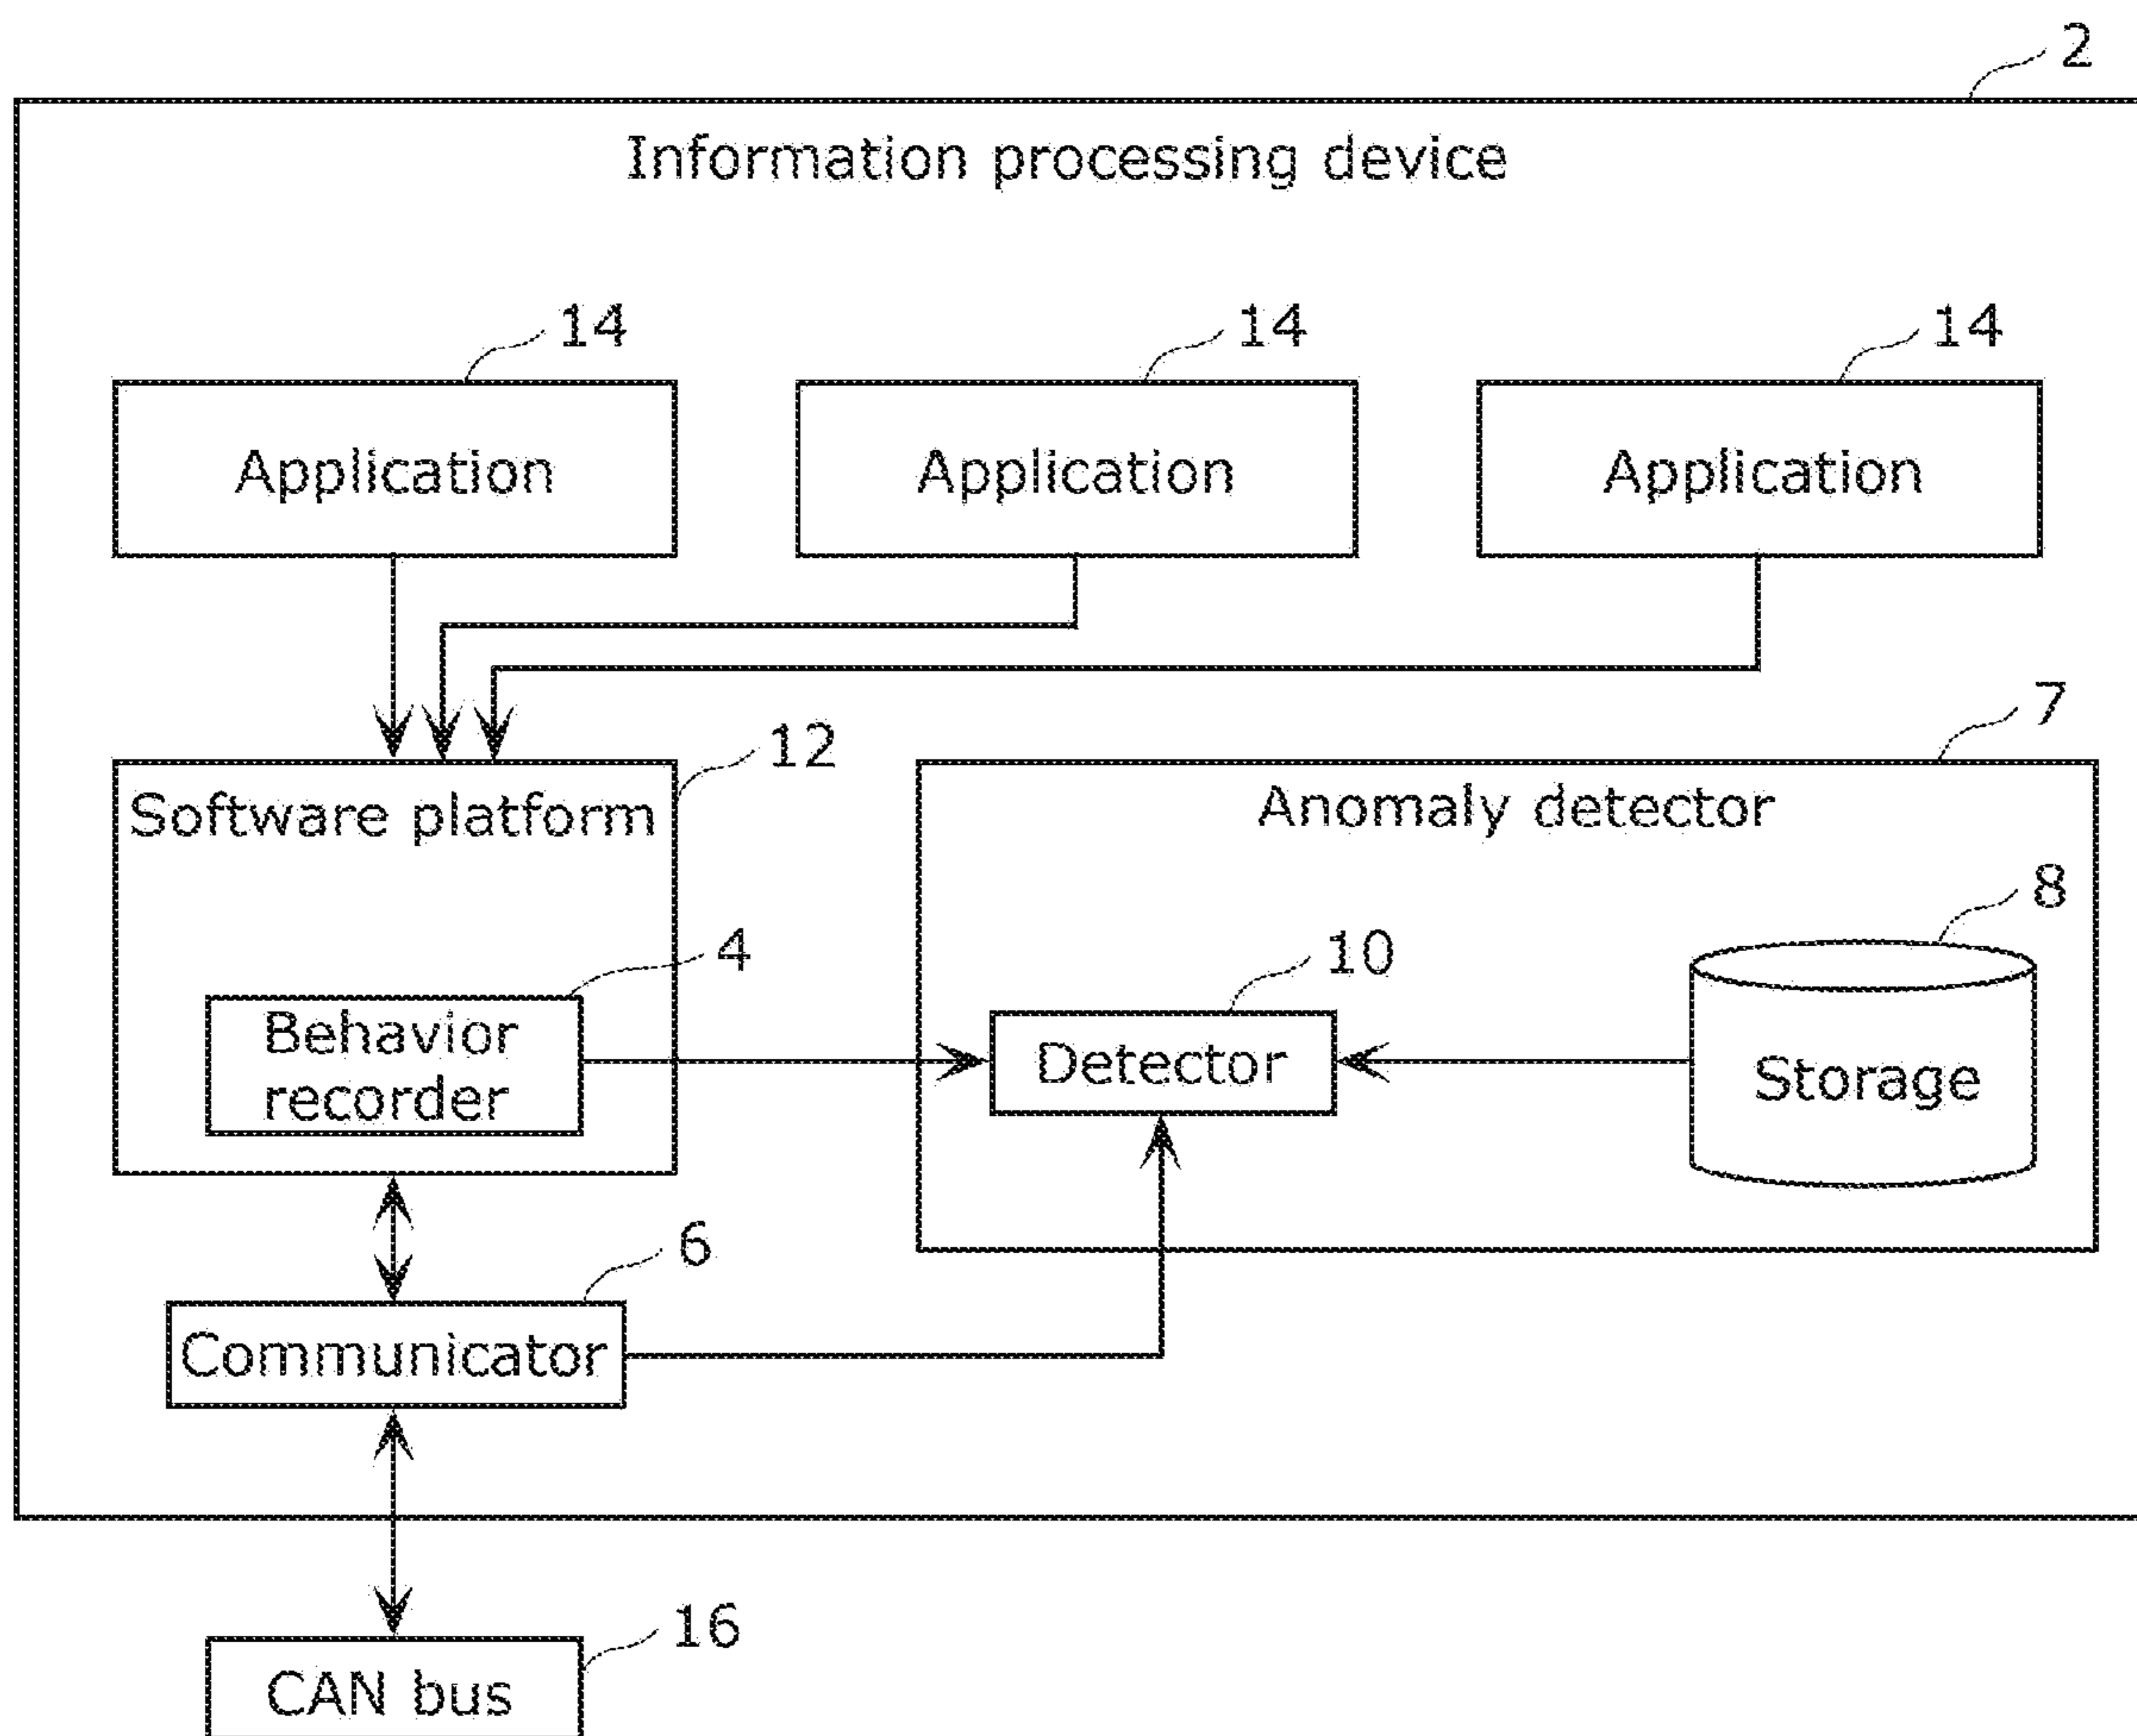 2
Information processing device
14
14
14
Application
Application
Application
7
12
Software platform
Anomaly detector
8
4
10
Behavior
recorder
Detector
Storage
6
Communicator
16
CAN bus